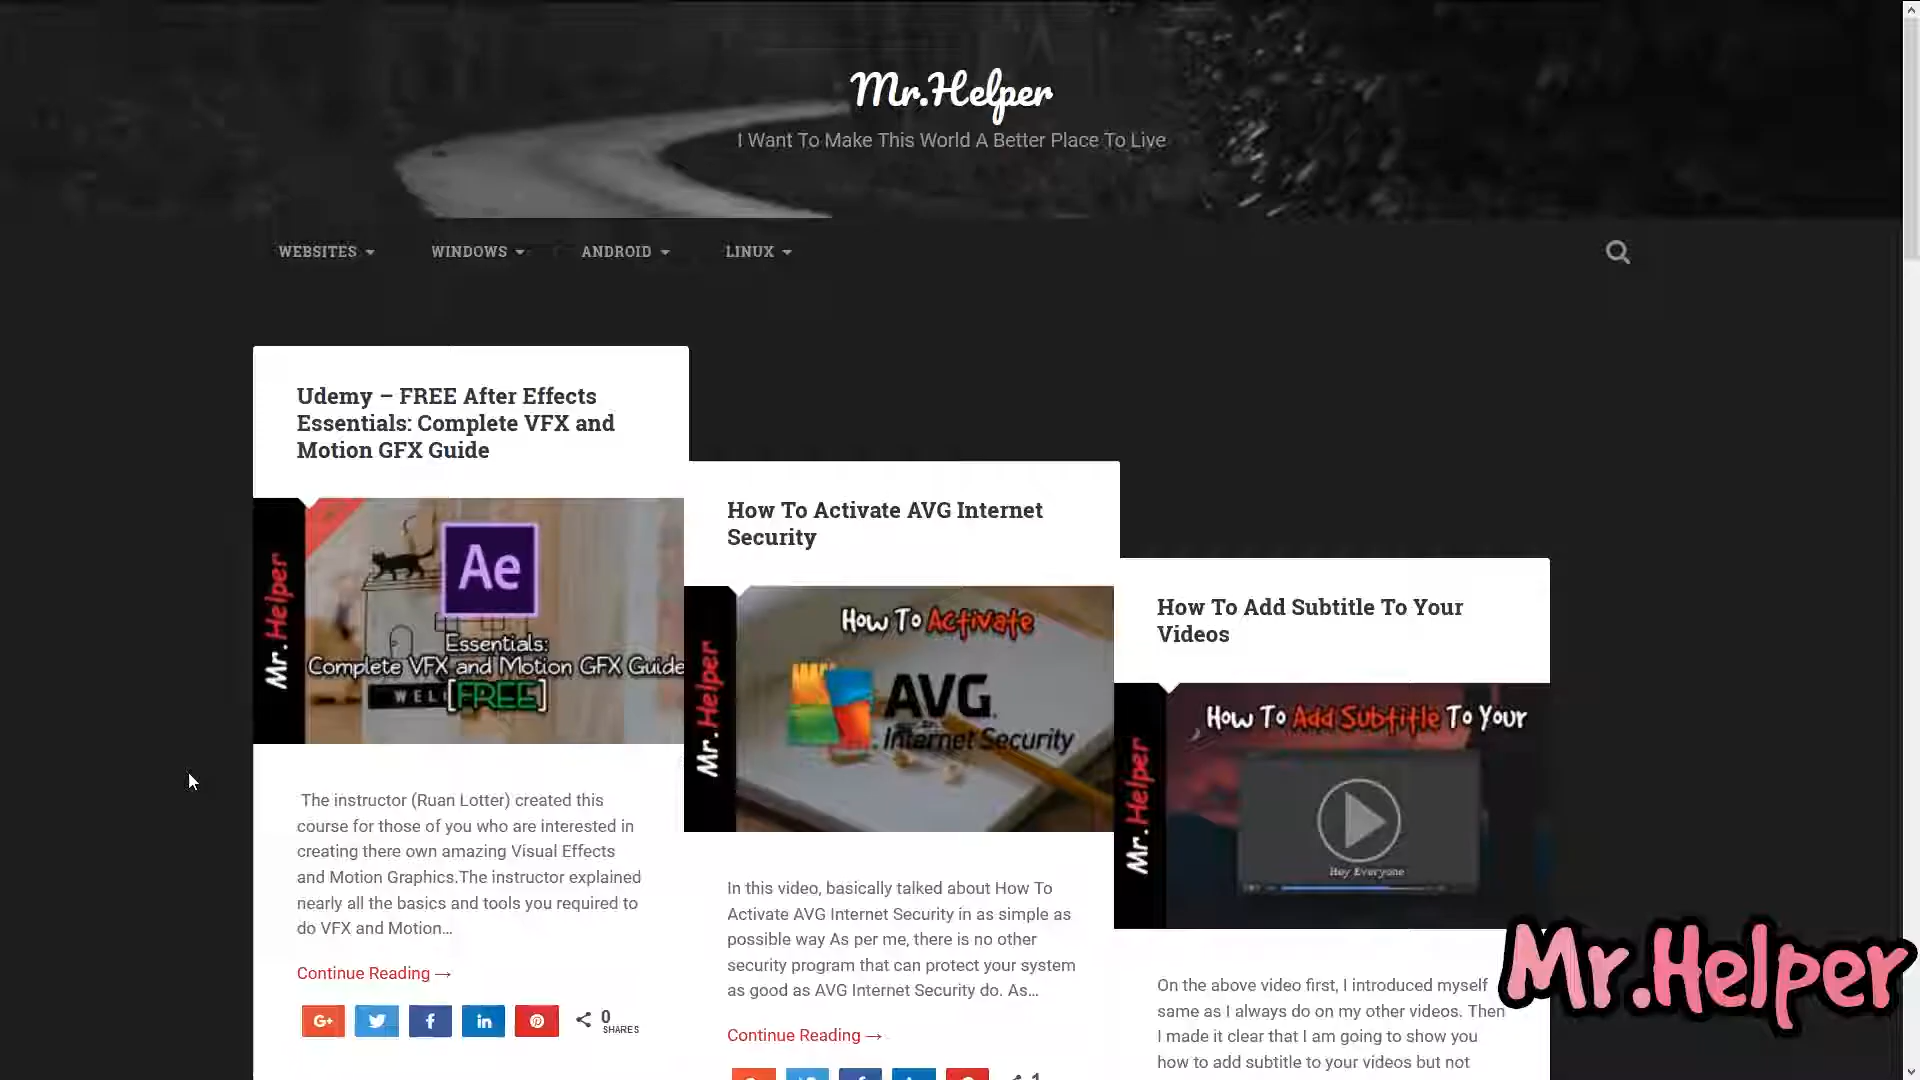 Mr.Helper
I Want To Make This World A Better Place To Live
WEBSITES
WINDOWS
ANDROID
LINUX
Udemy – FREE After Effects
Essentials: Complete VFX and
Motion GFX Guide
Mr.Helper
Ae
Essentials:
Complete VFX and Motion GFX Guide
[FREE]
The instructor (Ruan Lotter) created this
course for those of you who are interested in
creating there own amazing Visual Effects
and Motion Graphics.The instructor explained
nearly all the basics and tools you required to
do VFX and Motion…
Continue Reading →
G+
f
in
0
SHARES
How To Activate AVG Internet
Security
Mr.Helper
How To Activate
AVG
Internet Security
In this video, basically talked about How To
Activate AVG Internet Security in as simple as
possible way As per me, there is no other
security program that can protect your system
as good as AVG Internet Security do. As…
Continue Reading →
1
How To Add Subtitle To Your
Videos
Mr.Helper
How To Add Subtitle To Your
Hey Everyone
On the above video first, I introduced myself
same as I always do on my other videos. Then
I made it clear that I am going to show you
how to add subtitle to your videos but not
Mr.Helper